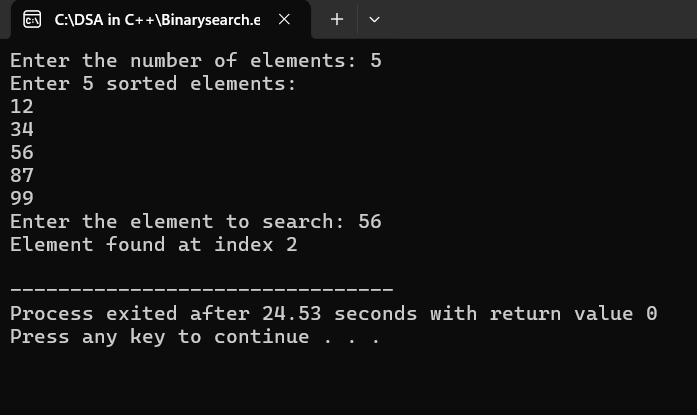 C:\DSA in C++\Binarysearch.e
Enter the number of elements: 5
Enter 5 sorted elements:
12
34
56
87
99
Enter the element to search: 56
Element found at index 2
--------------------------------
Process exited after 24.53 seconds with return value 0
Press any key to continue . . .